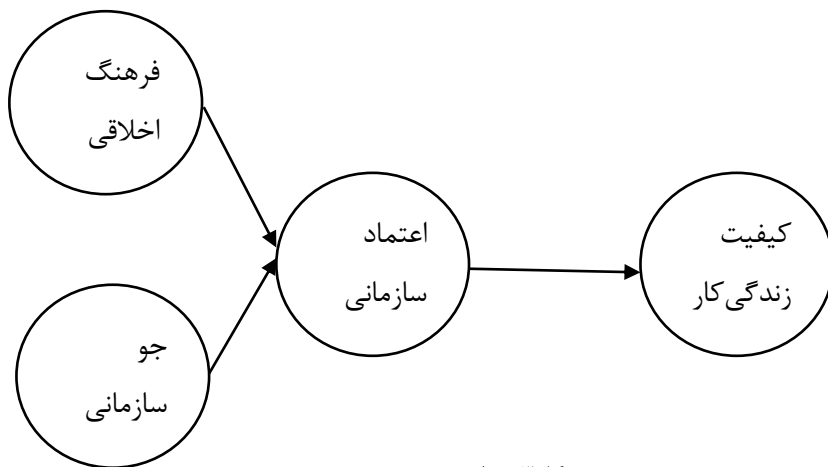 فرهنگ
اخلاقی
اعتماد
سازمانی
کیفیت
زندگی‌کار
جو
سازمانی